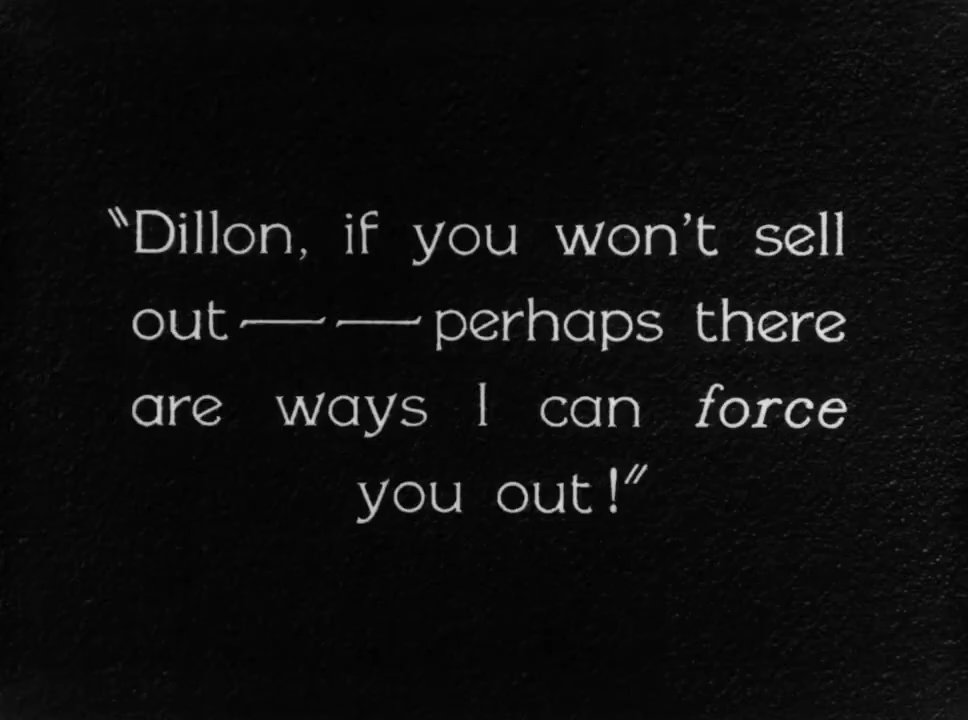 "Dillon, if you won't sell
out — — perhaps there
are ways I can force
you out!"